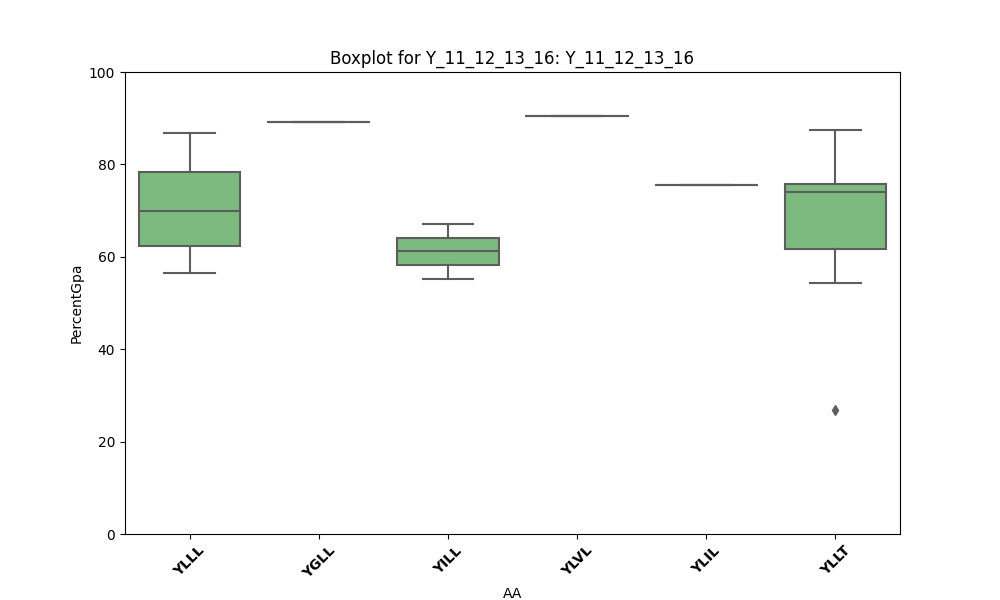 Boxplot for Y_11_12_13_16: Y_11_12_13_16
100
80
60
40
20
0
PercentGpa
YLLL
YGLL
YILL
YLVL
YLIL
YLLT
AA